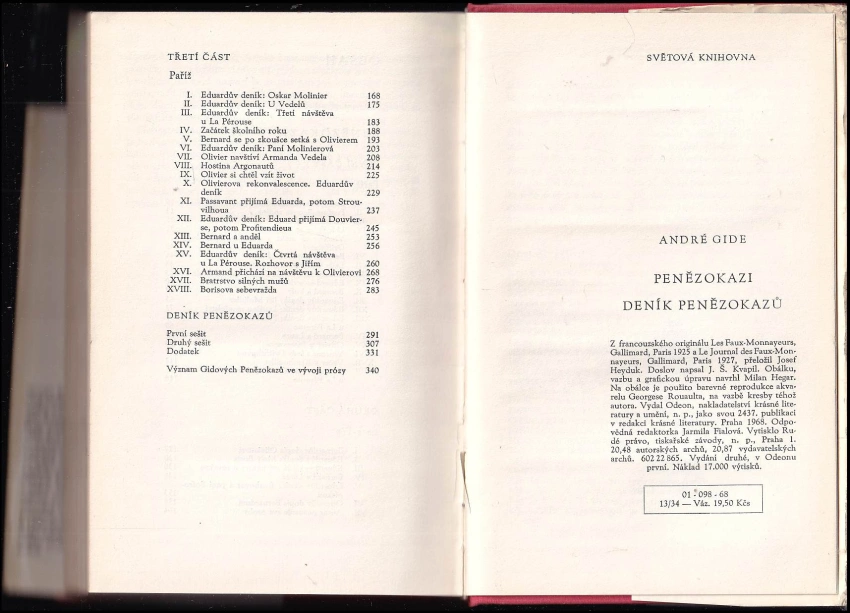 TŘETÍ ČÁST
Paříž
I. Eduardův deník: Oskar Molinier 168
II. Eduardův deník: U Vedelů 175
III. Eduardův deník: Třetí návštěva
u La Pérouse 183
IV. Začátek školního roku 188
V. Bernard se po zkoušce setká s Olivierem 193
VI. Eduardův deník: Paní Molinierová 203
VII. Olivier navštíví Armanda Vedela 208
VIII. Hostina Argonautů 214
IX. Olivier si chtěl vzít život 225
X. Olivierova rekonvalescence. Eduardův
deník 229
XI. Passavant přijímá Eduarda, potom Strou-
vilhoua 237
XII. Eduardův deník: Eduard přijímá Douvier-
se, potom Profitendieua 245
XIII. Bernard a anděl 253
XIV. Bernard u Eduarda 256
XV. Eduardův deník: Čtvrtá návštěva
u La Pérouse. Rozhovor s Jiřím 260
XVI. Armand přichází na návštěvu k Olivierovi 268
XVII. Bratrstvo silných mužů 276
XVIII. Borisova sebevražda 283
DENÍK PENĚZOKAZŮ
První sešit 291
Druhý sešit 307
Dodatek 331
Význam Gidových Penězokazů ve vývoji prózy 340
SVĚTOVÁ KNIHOVNA
ANDRÉ GIDE
PENĚZOKAZI
DENÍK PENĚZOKAZŮ
Z francouzského originálu Les Faux-Monnayeurs,
Gallimard, Paris 1925 a Le Journal des Faux-Mon-
nayeurs, Gallimard, Paris 1927, přeložil Josef
Heyduk. Doslov napsal J. Š. Kvapil. Obálku,
vazbu a grafickou úpravu navrhl Milan Hegar.
Na obálce je použito barevné reprodukce akva-
relu Georgese Rouaulta, na vazbě kresby téhož
autora. Vydal Odeon, nakladatelství krásné lite-
ratury a umění, n. p., jako svou 2437. publikaci
v redakci krásné literatury. Praha 1968. Odpo-
vědná redaktorka Jarmila Fialová. Vytisklo Ru-
dé právo, tiskařské závody, n. p., Praha 1.
20,48 autorských archů, 20,87 vydavatelských
archů. 602 22 865. Vydání druhé, v Odeonu
první. Náklad 17.000 výtisků.
01 - 098 - 68
13/34 — Váz. 19,50 Kčs